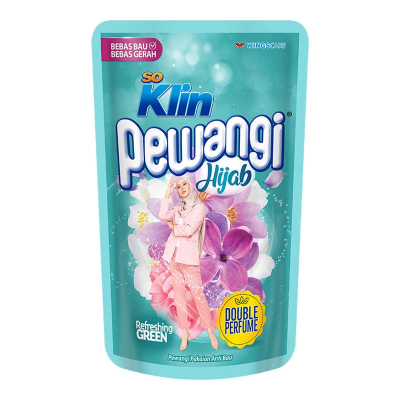 BEBAS BAU
BEBAS GERAH
WINGSCARE
SO
Klin
Pewangi
Hijab
DOUBLE
PERFUME
Refreshing
GREEN
Pewangi Pakaian Anti Bau